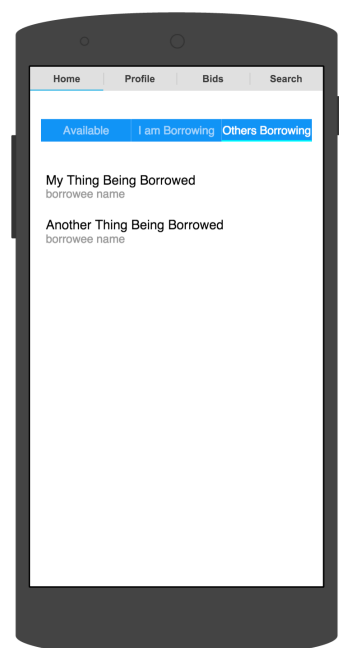 Home Profile Bids Search
Available I am Borrowing Others Borrowing
My Thing Being Borrowed
borrowee name
Another Thing Being Borrowed
borrowee name